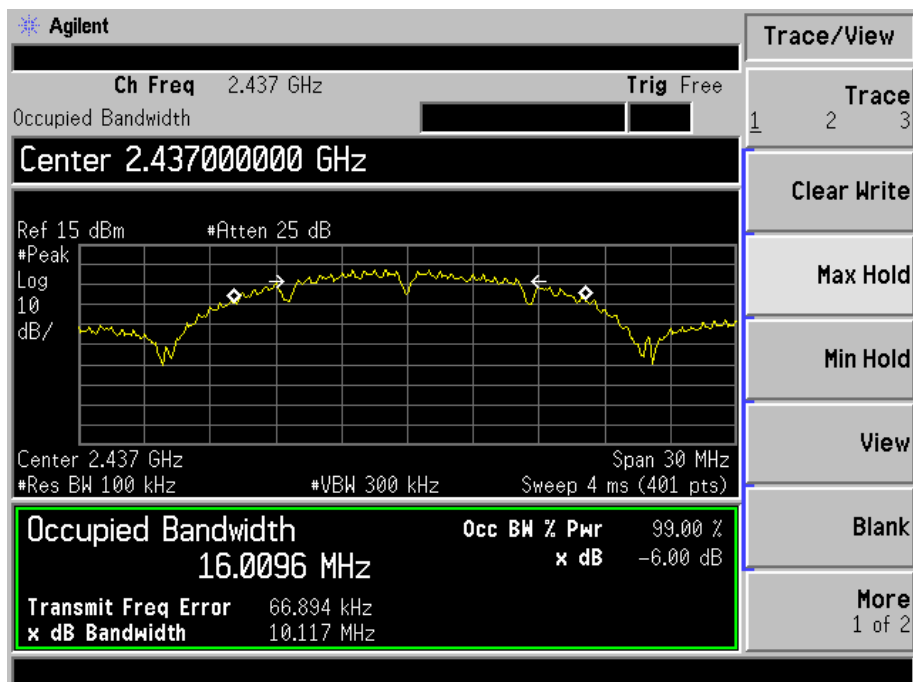 Agilent
Trace/View
Ch Freq 2.437 GHz Trig Free
Occupied Bandwidth
Center 2.437000000 GHz
Ref 15 dBm #Atten 25 dB
#Peak
Log
10
dB/
Center 2.437 GHz Span 30 MHz
#Res BW 100 kHz #VBW 300 kHz Sweep 4 ms (401 pts)
Occupied Bandwidth
16.0096 MHz
Occ BW % Pwr 99.00 %
x dB -6.00 dB
Transmit Freq Error 66.894 kHz
x dB Bandwidth 10.117 MHz
Trace
1 2 3
Clear Write
Max Hold
Min Hold
View
Blank
More
1 of 2